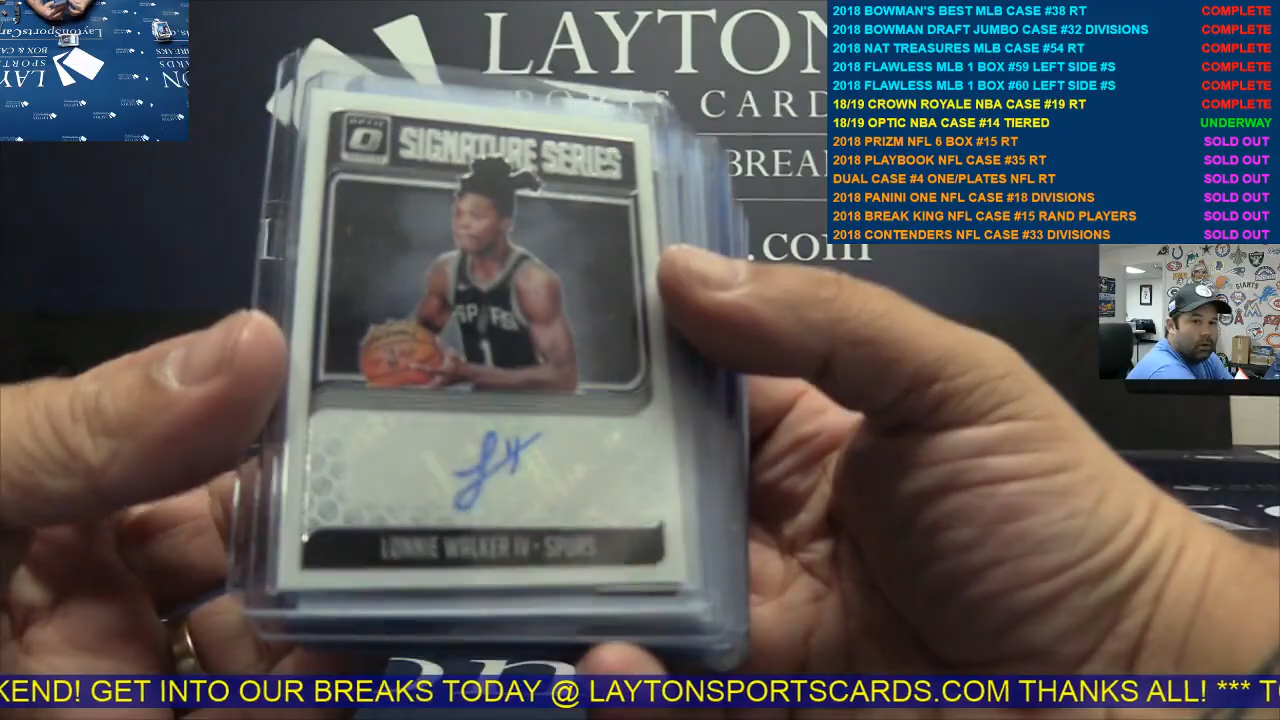 LAYTON
SPORTS CARD
BREA
.com
OPTIC
SIGNATURE SERIES
SPURS
1
LONNIE WALKER IV • SPURS
2018 BOWMAN'S BEST MLB CASE #38 RT COMPLETE
2018 BOWMAN DRAFT JUMBO CASE #32 DIVISIONS COMPLETE
2018 NAT TREASURES MLB CASE #54 RT COMPLETE
2018 FLAWLESS MLB 1 BOX #59 LEFT SIDE #S COMPLETE
2018 FLAWLESS MLB 1 BOX #60 LEFT SIDE #S COMPLETE
18/19 CROWN ROYALE NBA CASE #19 RT COMPLETE
18/19 OPTIC NBA CASE #14 TIERED UNDERWAY
2018 PRIZM NFL 6 BOX #15 RT SOLD OUT
2018 PLAYBOOK NFL CASE #35 RT SOLD OUT
DUAL CASE #4 ONE/PLATES NFL RT SOLD OUT
2018 PANINI ONE NFL CASE #18 DIVISIONS SOLD OUT
2018 BREAK KING NFL CASE #15 RAND PLAYERS SOLD OUT
2018 CONTENDERS NFL CASE #33 DIVISIONS SOLD OUT
GIANTS
KEND! GET INTO OUR BREAKS TODAY @ LAYTONSPORTSCARDS.COM THANKS ALL! *** T